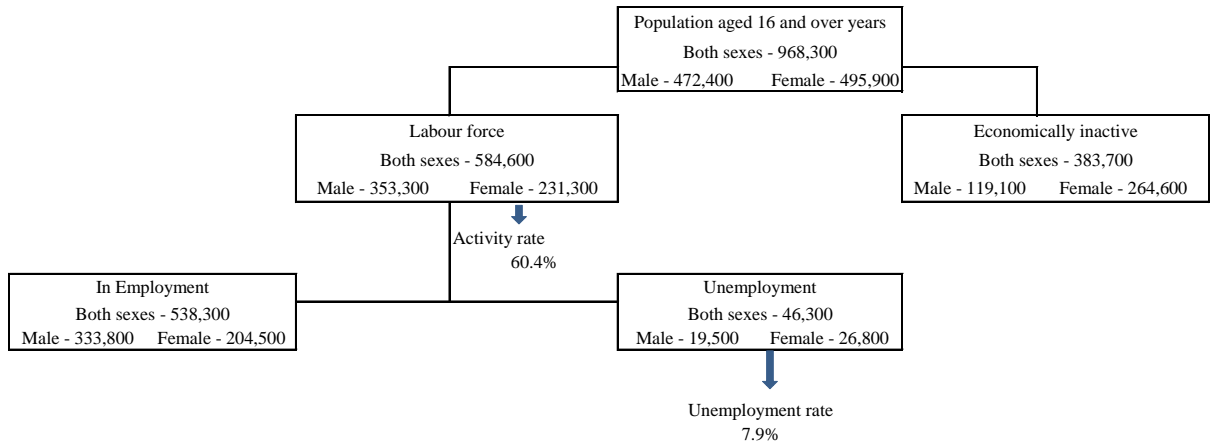 Population aged 16 and over years
Both sexes - 968,300
Male - 472,400 Female - 495,900
Labour force
Both sexes - 584,600
Male - 353,300 Female - 231,300
Economically inactive
Both sexes - 383,700
Male - 119,100 Female - 264,600
Activity rate
60.4%
In Employment
Both sexes - 538,300
Male - 333,800 Female - 204,500
Unemployment
Both sexes - 46,300
Male - 19,500 Female - 26,800
Unemployment rate
7.9%